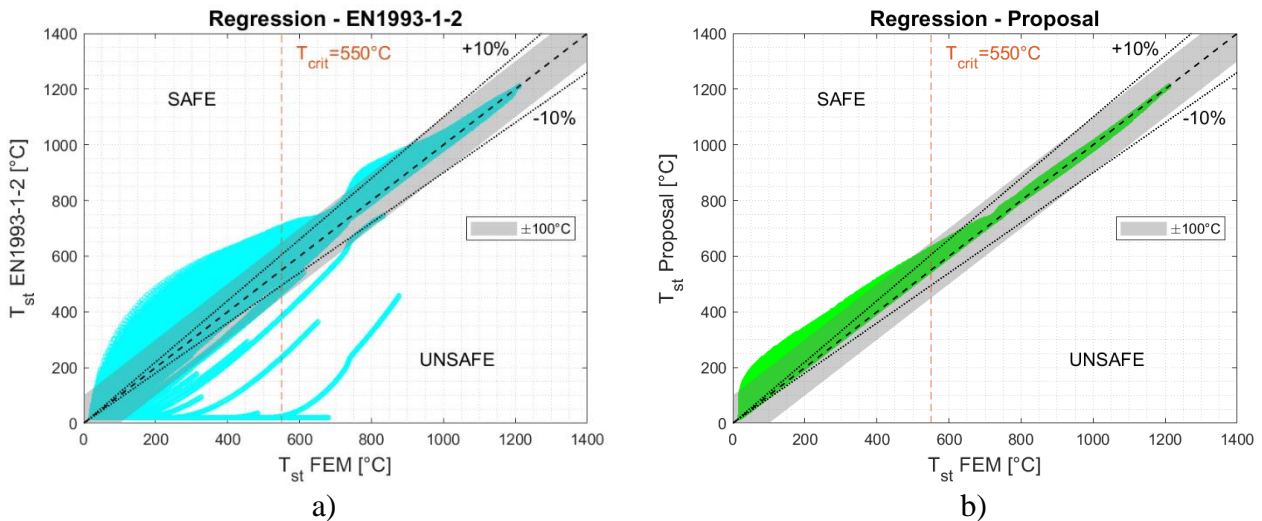 Regression - EN1993-1-2
1400
1200
1000
800
600
400
200
0
0 200 400 600 800 1000 1200 1400
T_st EN1993-1-2 [°C]
T_st FEM [°C]
T_crit=550°C
+10%
-10%
SAFE
UNSAFE
±100°C
a)
Regression - Proposal
1400
1200
1000
800
600
400
200
0
0 200 400 600 800 1000 1200 1400
T_st Proposal [°C]
T_st FEM [°C]
T_crit=550°C
+10%
-10%
SAFE
UNSAFE
±100°C
b)